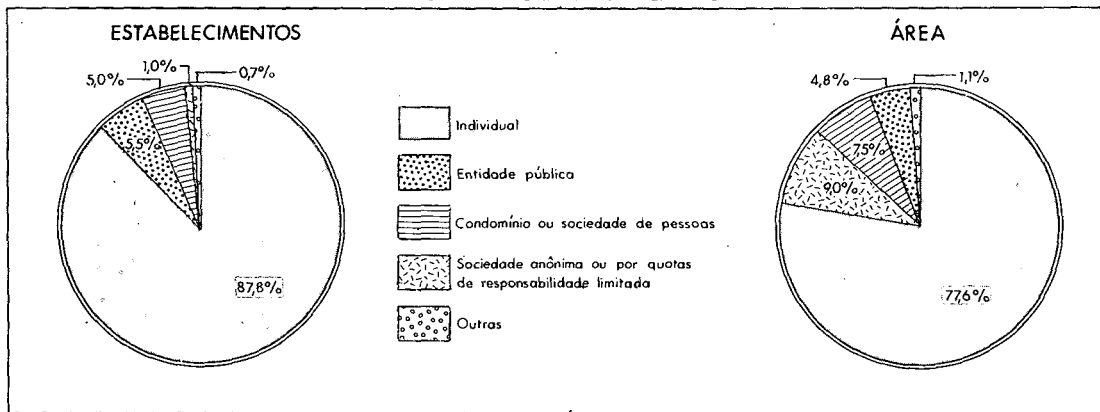 ESTABELECIMENTOS
5,0%
1,0%
0,7%
5,5%
87,8%
Individual
Entidade pública
Condomínio ou sociedade de pessoas
Sociedade anônima ou por quotas
de responsabilidade limitada
Outras
ÁREA
4,8%
1,1%
7,5%
9,0%
77,6%